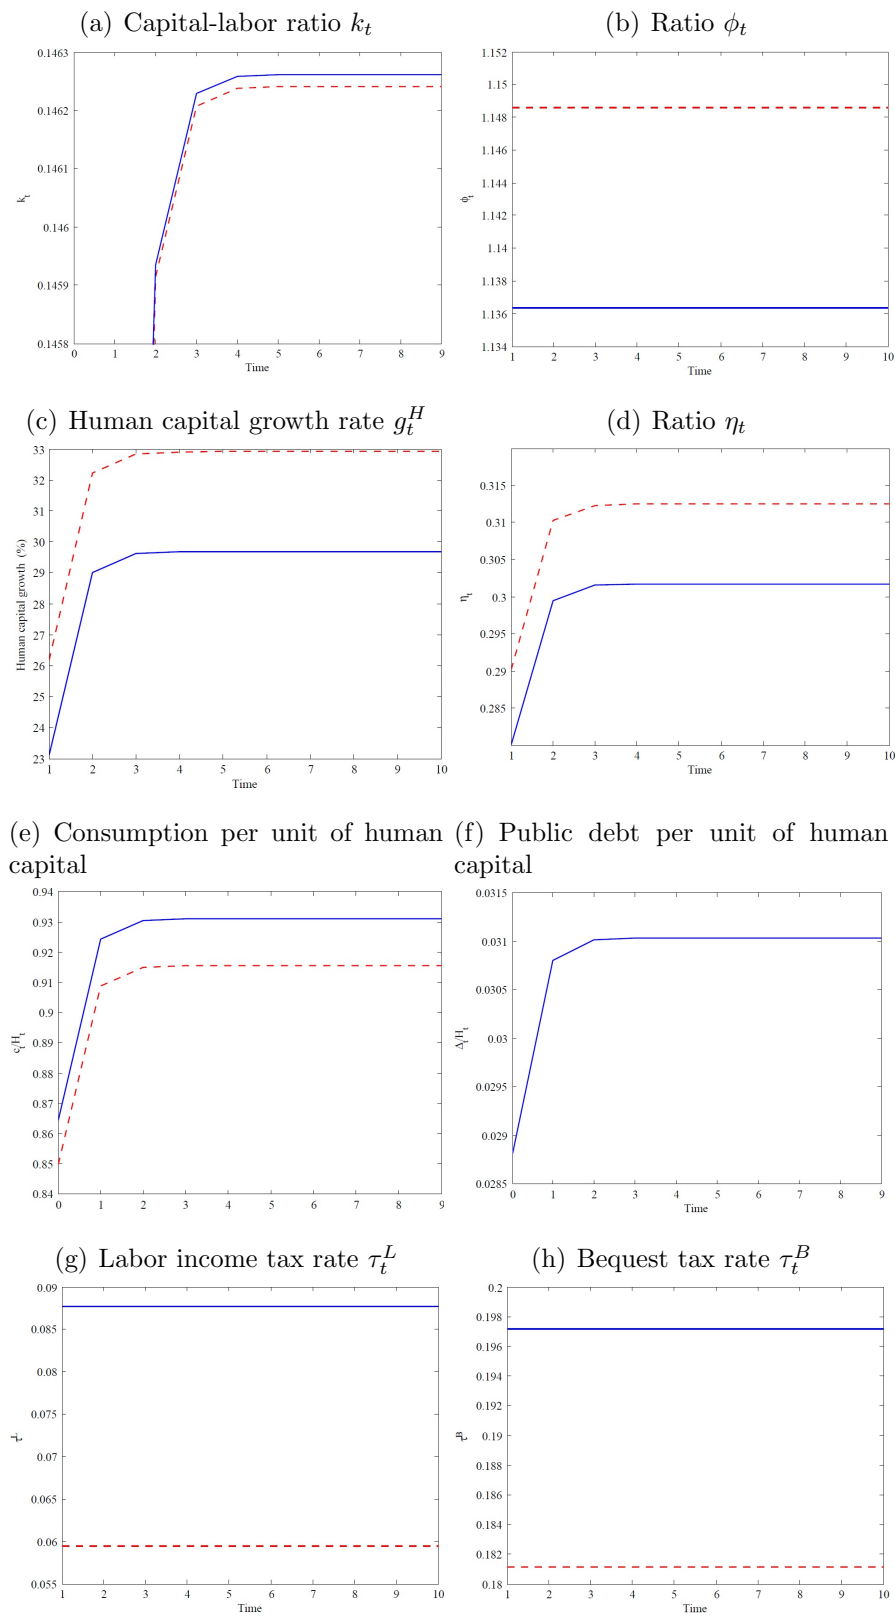 (a) Capital-labor ratio k_t
0.1463
0.1462
0.1461
0.146
0.1459
0.1458
k_t
0 1 2 3 4 5 6 7 8 9
Time
(b) Ratio ϕ_t
1.152
1.15
1.148
1.146
1.144
1.142
1.14
1.138
1.136
1.134
ϕ_t
1 2 3 4 5 6 7 8 9 10
Time
(c) Human capital growth rate g_t^H
33
32
31
30
29
28
27
26
25
24
23
Human capital growth (%)
1 2 3 4 5 6 7 8 9 10
Time
(d) Ratio η_t
0.315
0.31
0.305
0.3
0.295
0.29
0.285
η_t
1 2 3 4 5 6 7 8 9 10
Time
(e) Consumption per unit of human
capital
0.94
0.93
0.92
0.91
0.9
0.89
0.88
0.87
0.86
0.85
0.84
c_t/H_t
0 1 2 3 4 5 6 7 8 9
Time
(f) Public debt per unit of human
capital
0.0315
0.031
0.0305
0.03
0.0295
0.029
0.0285
Δ_t/H_t
0 1 2 3 4 5 6 7 8 9
Time
(g) Labor income tax rate τ_t^L
0.09
0.085
0.08
0.075
0.07
0.065
0.06
0.055
τ^L
1 2 3 4 5 6 7 8 9 10
Time
(h) Bequest tax rate τ_t^B
0.2
0.198
0.196
0.194
0.192
0.19
0.188
0.186
0.184
0.182
0.18
τ^B
1 2 3 4 5 6 7 8 9 10
Time